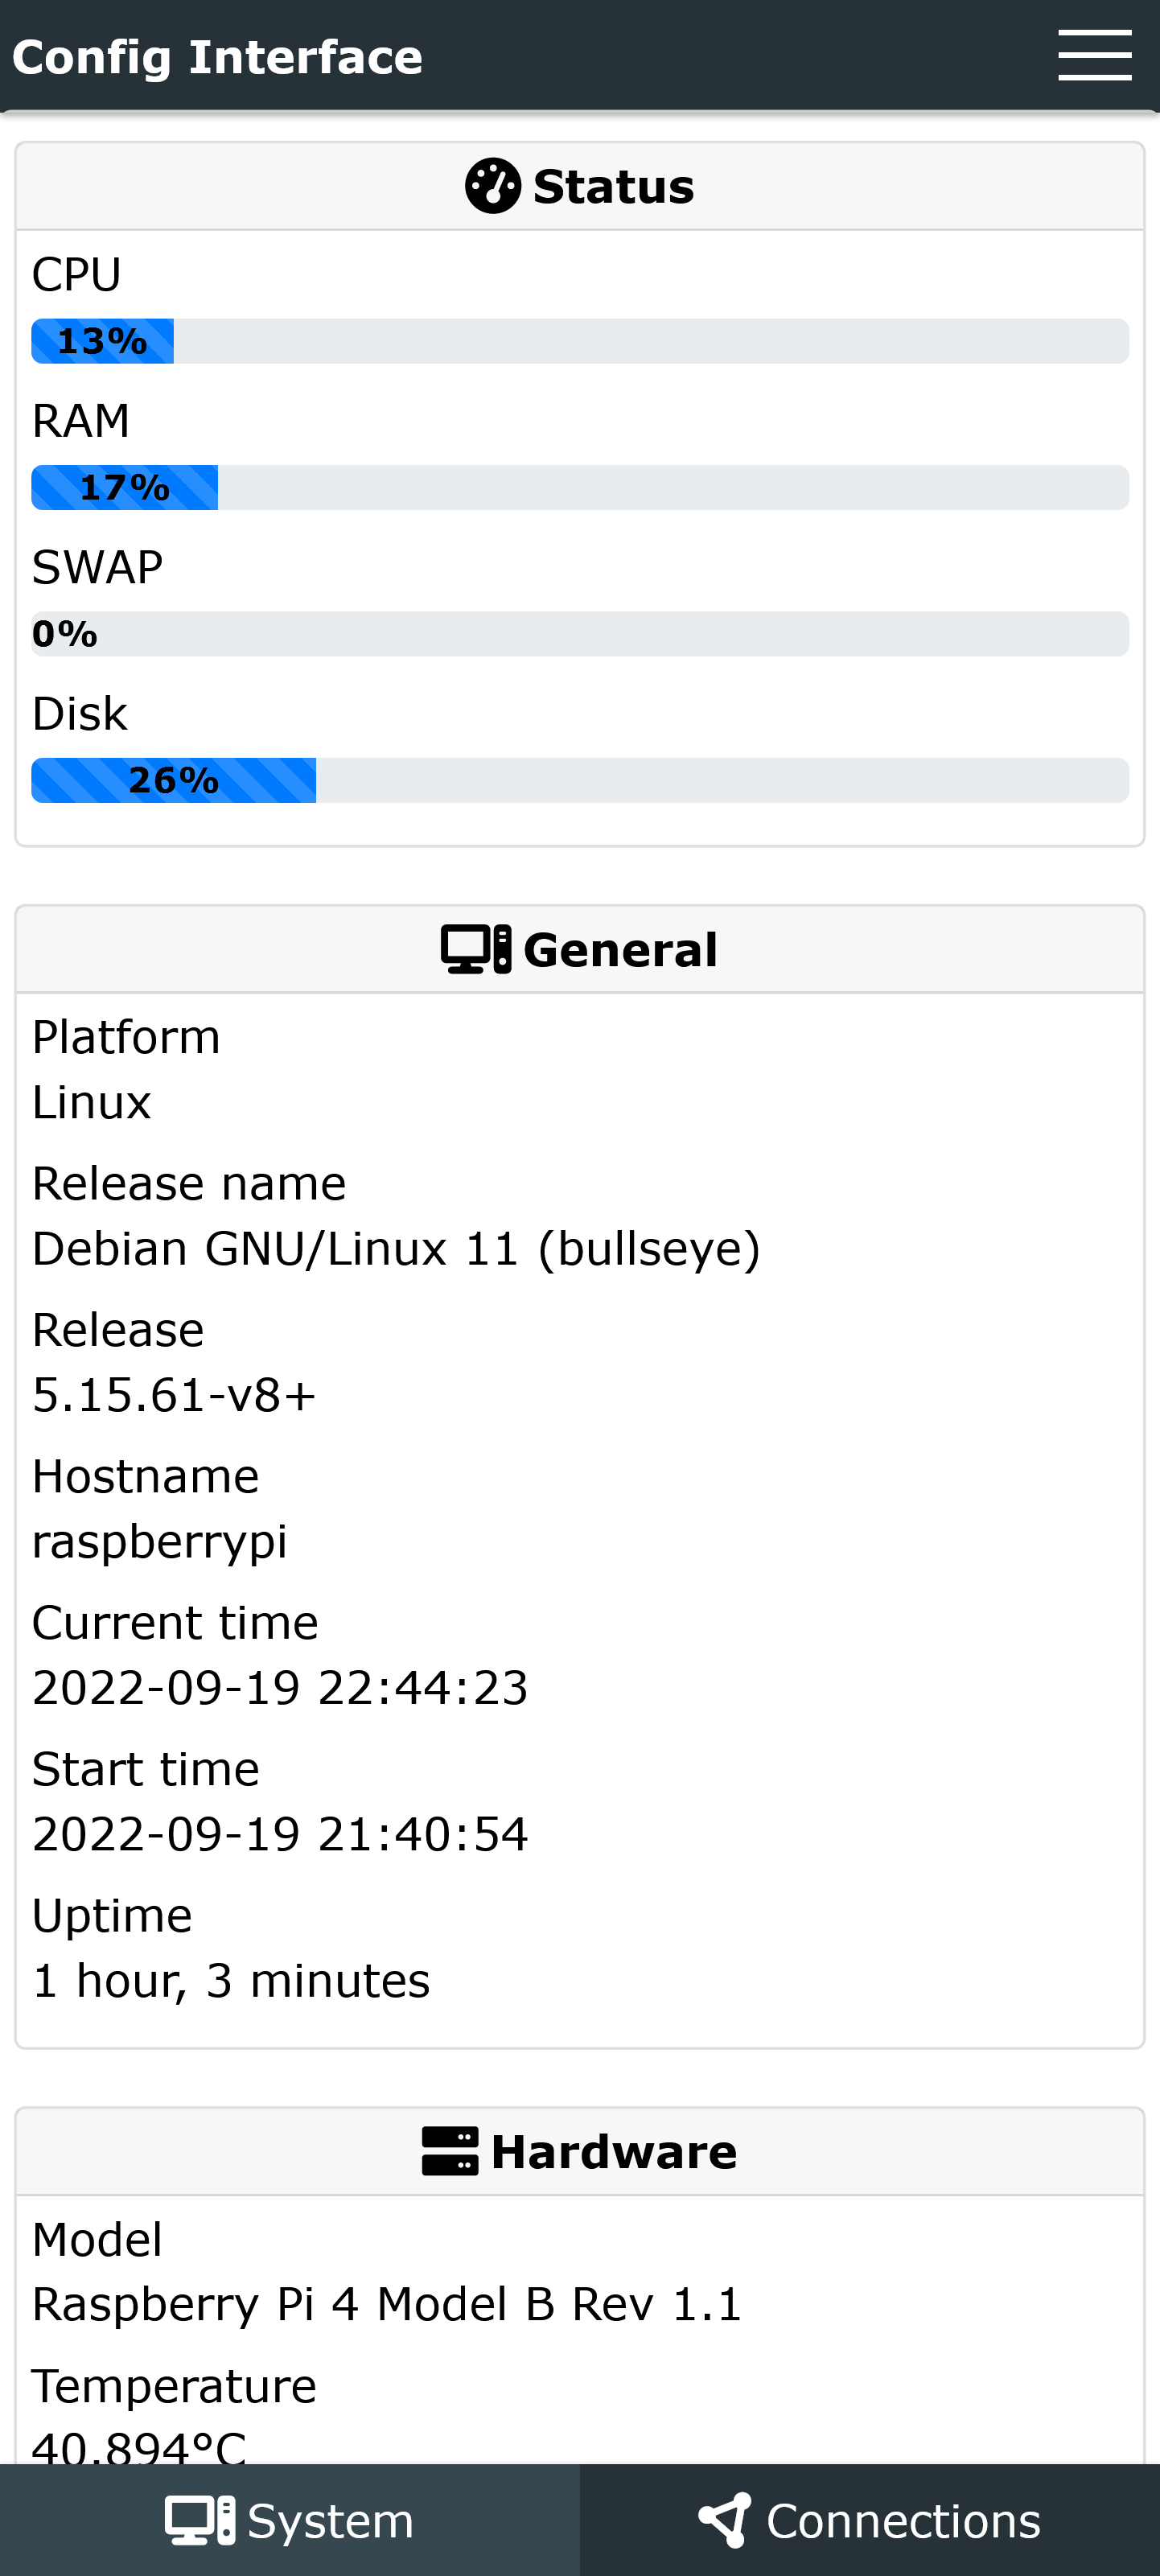 Config Interface
Status
CPU
13%
RAM
17%
SWAP
0%
Disk
26%
General
Platform
Linux
Release name
Debian GNU/Linux 11 (bullseye)
Release
5.15.61-v8+
Hostname
raspberrypi
Current time
2022-09-19 22:44:23
Start time
2022-09-19 21:40:54
Uptime
1 hour, 3 minutes
Hardware
Model
Raspberry Pi 4 Model B Rev 1.1
Temperature
40.894°C
System
Connections